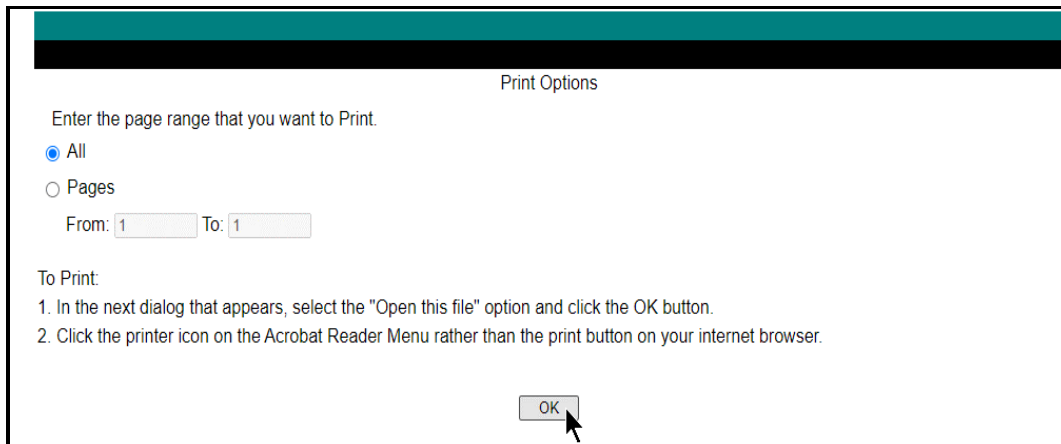 Print Options
Enter the page range that you want to Print.
All
Pages
From: 1 To: 1
To Print:
1. In the next dialog that appears, select the "Open this file" option and click the OK button.
2. Click the printer icon on the Acrobat Reader Menu rather than the print button on your internet browser.
OK